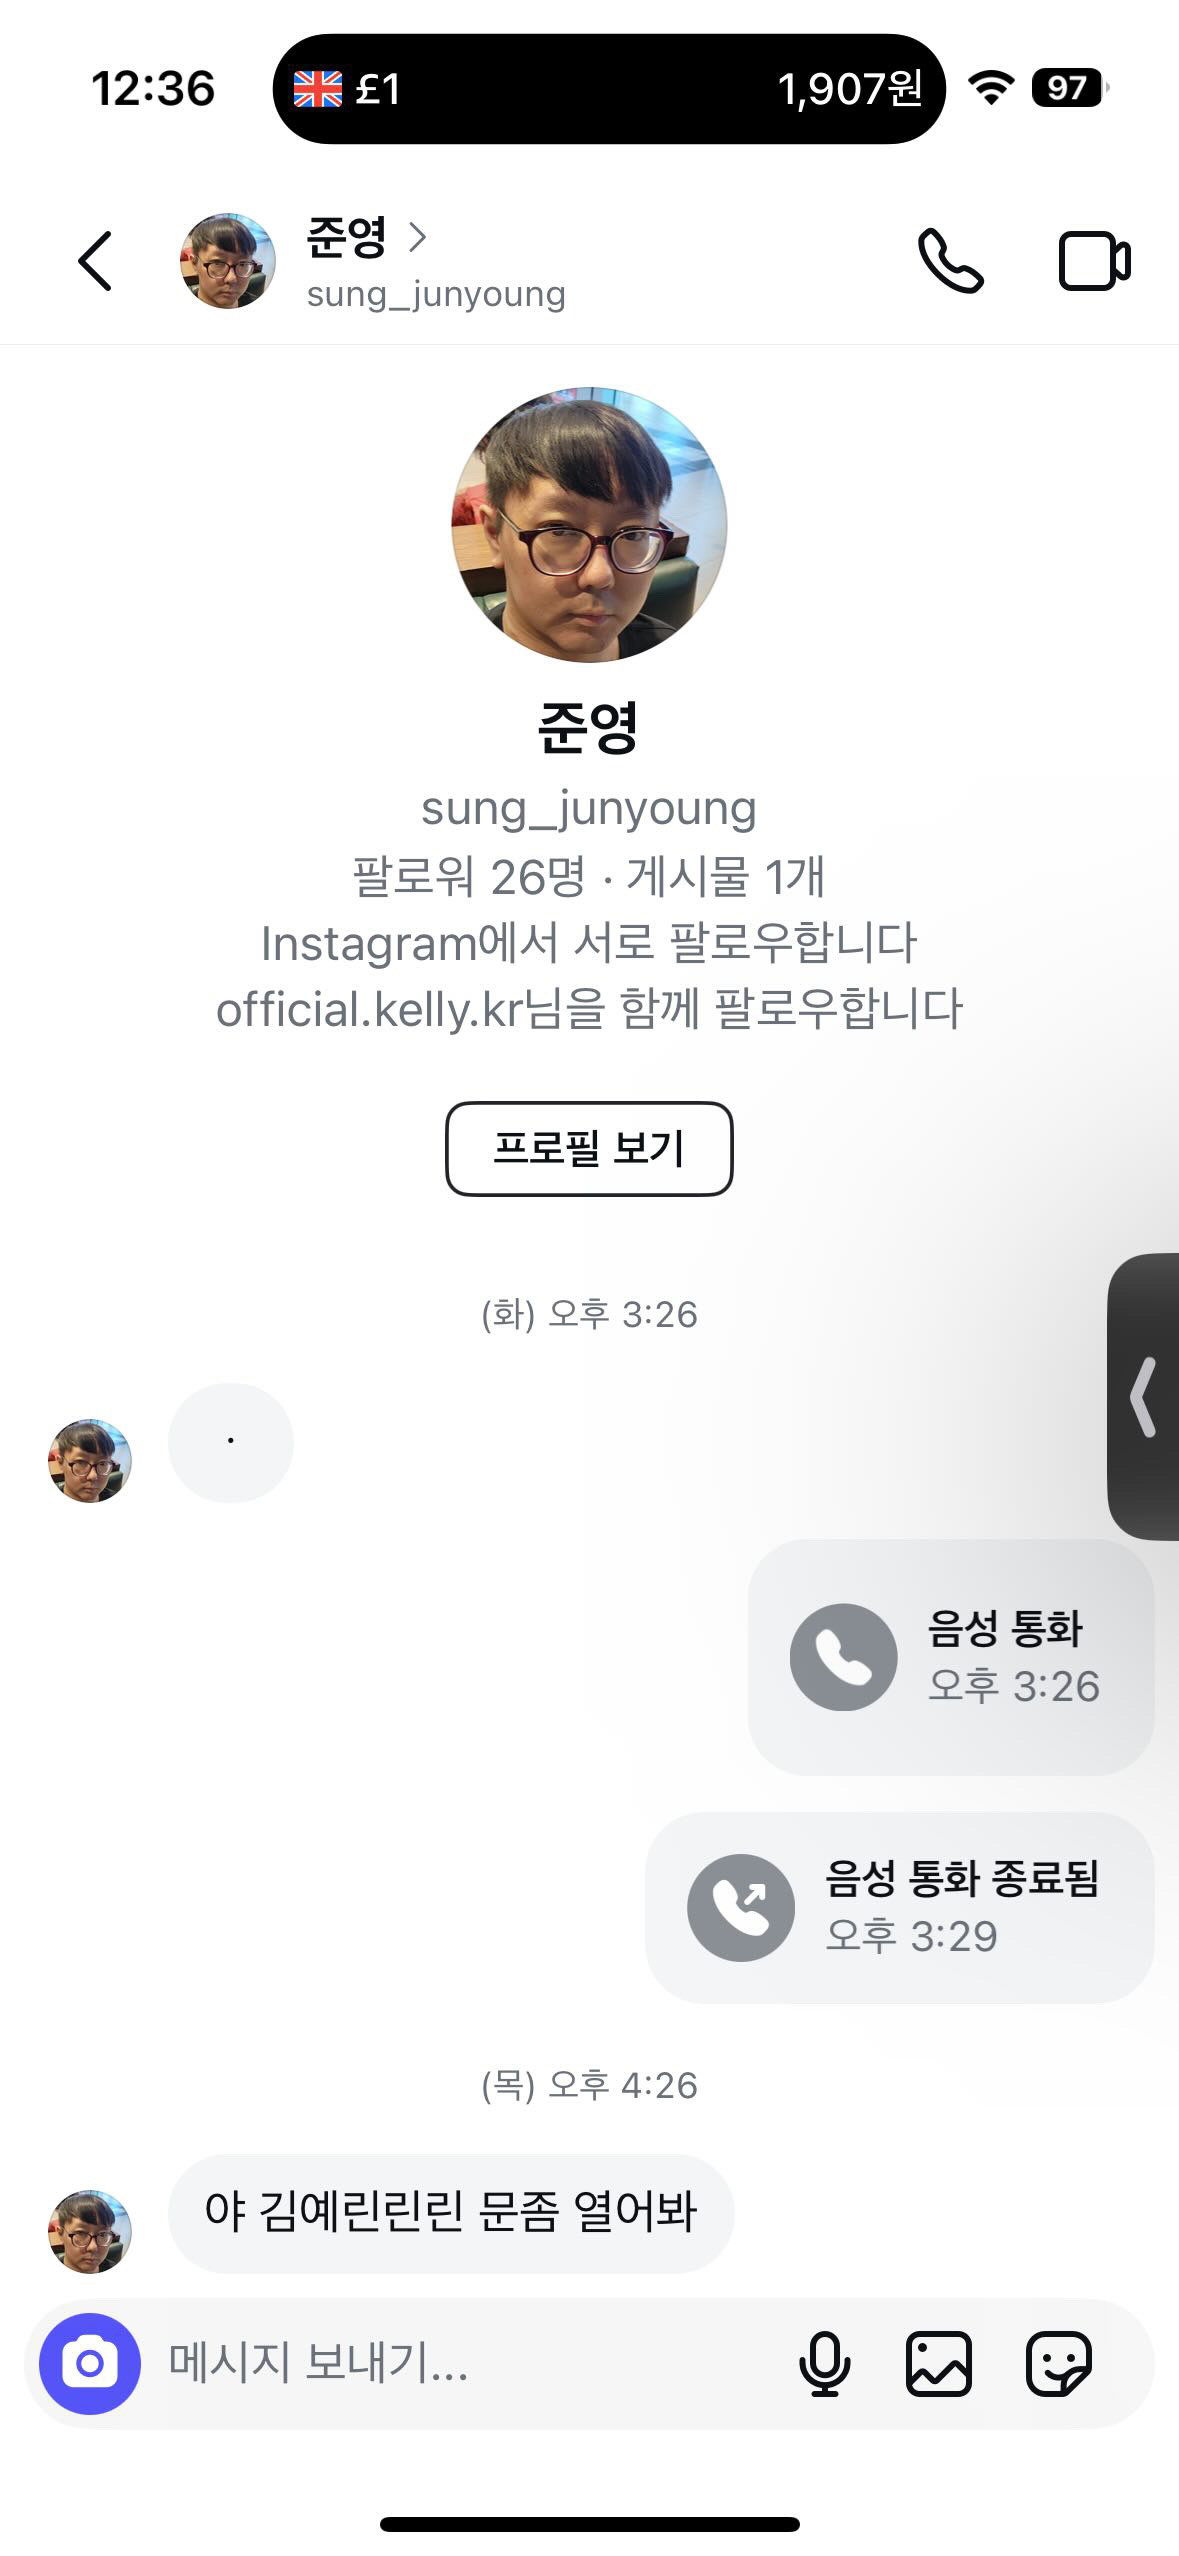 12:36
£1
1,907원
97
준영
sung_junyoung
준영
sung_junyoung
팔로워 26명 · 게시물 1개
Instagram에서 서로 팔로우합니다
official.kelly.kr님을 함께 팔로우합니다
프로필 보기
(화) 오후 3:26
.
음성 통화
오후 3:26
음성 통화 종료됨
오후 3:29
(목) 오후 4:26
야 김예린린린 문좀 열어봐
메시지 보내기...